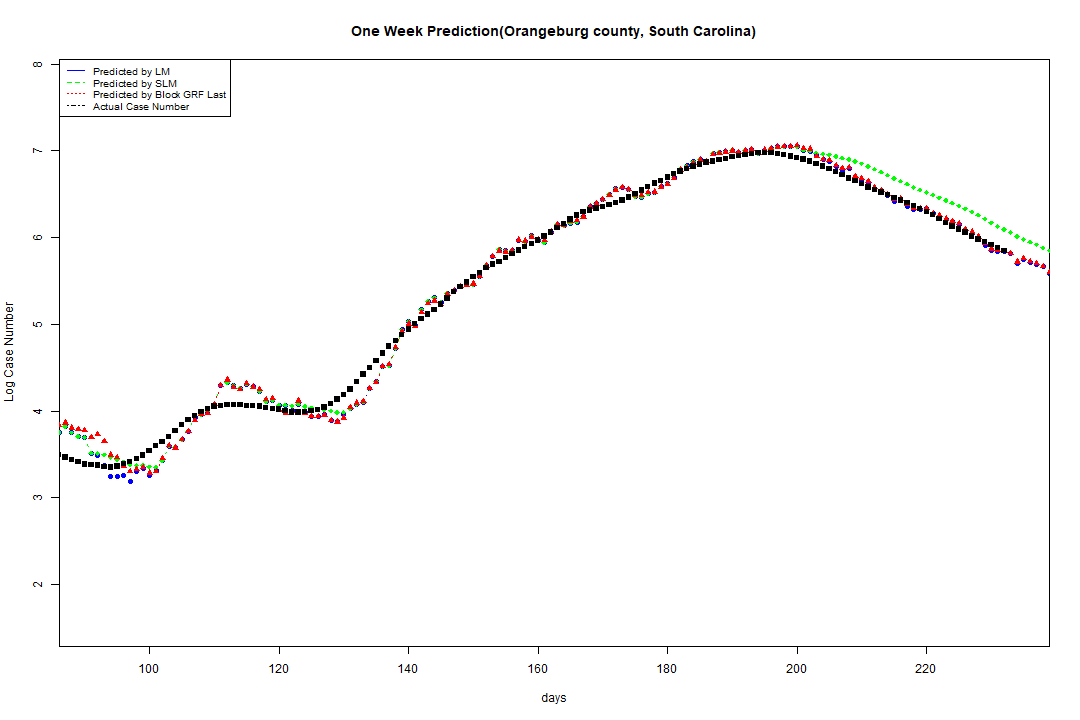 One Week Prediction(Orangeburg county, South Carolina)
Predicted by LM
Predicted by SLM
Predicted by Block GRF Last
Actual Case Number
Log Case Number
8
7
6
5
4
3
2
100 120 140 160 180 200 220
days